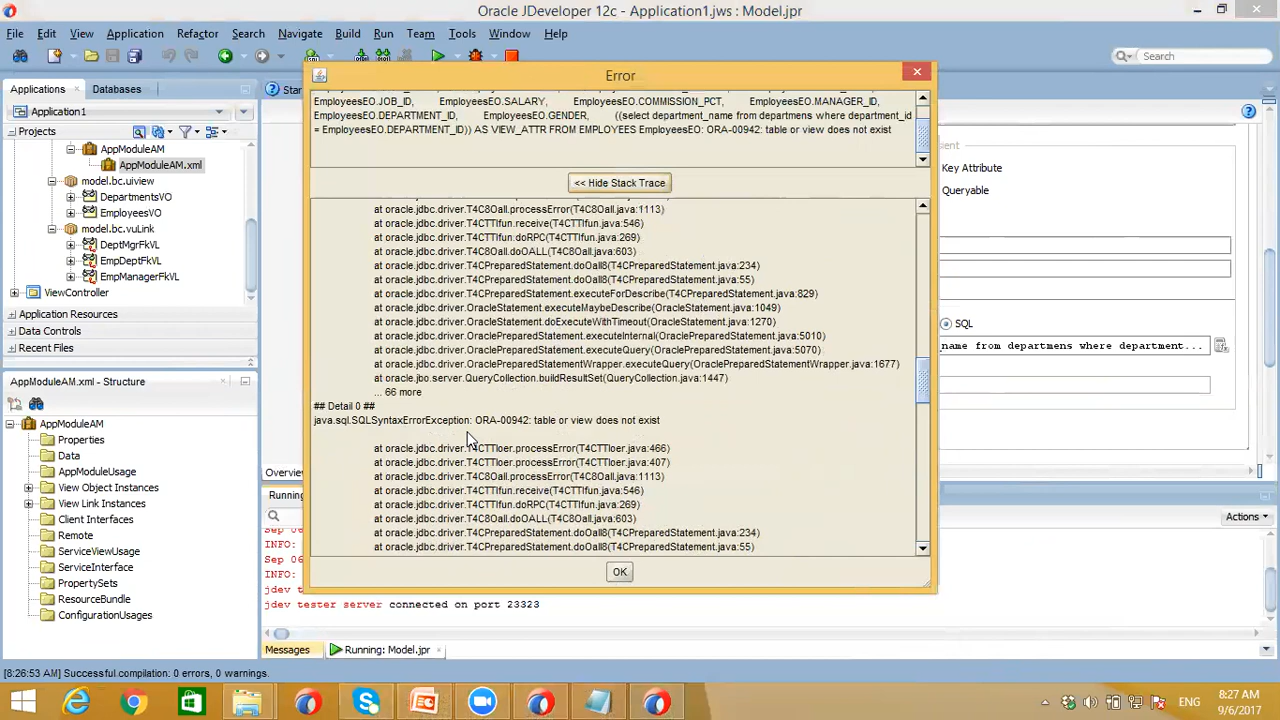 Oracle JDeveloper 12c - Application1.jws : Model.jpr
File Edit View Application Refactor Search Navigate Build Run Team Tools Window Help
Search
Applications Databases
Application1
Projects
AppModuleAM
AppModuleAM.xml
model.bc.uiview
DepartmentsVO
EmployeesVO
model.bc.vuLink
DeptMgrFkVL
EmpDeptFkVL
EmpManagerFkVL
ViewController
Application Resources
Data Controls
Recent Files
AppModuleAM.xml - Structure
AppModuleAM
Properties
Data
AppModuleUsage
View Object Instances
View Link Instances
Client Interfaces
Remote
ServiceViewUsage
ServiceInterface
PropertySets
ResourceBundle
ConfigurationUsages
Error
EmployeesEO.JOB_ID, EmployeesEO.SALARY, EmployeesEO.COMMISSION_PCT, EmployeesEO.MANAGER_ID,
EmployeesEO.DEPARTMENT_ID, EmployeesEO.GENDER, ((select department_name from departmens where department_id
= EmployeesEO.DEPARTMENT_ID)) AS VIEW_ATTR FROM EMPLOYEES EmployeesEO: ORA-00942: table or view does not exist
<< Hide Stack Trace
at oracle.jdbc.driver.T4C8Oall.processError(T4C8Oall.java:1113)
at oracle.jdbc.driver.T4CTTIfun.receive(T4CTTIfun.java:546)
at oracle.jdbc.driver.T4CTTIfun.doRPC(T4CTTIfun.java:269)
at oracle.jdbc.driver.T4C8Oall.doOALL(T4C8Oall.java:603)
at oracle.jdbc.driver.T4CPreparedStatement.doOall8(T4CPreparedStatement.java:234)
at oracle.jdbc.driver.T4CPreparedStatement.doOall8(T4CPreparedStatement.java:55)
at oracle.jdbc.driver.T4CPreparedStatement.executeForDescribe(T4CPreparedStatement.java:829)
at oracle.jdbc.driver.OracleStatement.executeMaybeDescribe(OracleStatement.java:1049)
at oracle.jdbc.driver.OracleStatement.doExecuteWithTimeout(OracleStatement.java:1270)
at oracle.jdbc.driver.OraclePreparedStatement.executeInternal(OraclePreparedStatement.java:5010)
at oracle.jdbc.driver.OraclePreparedStatement.executeQuery(OraclePreparedStatement.java:5070)
at oracle.jdbc.driver.OraclePreparedStatementWrapper.executeQuery(OraclePreparedStatementWrapper.java:1677)
at oracle.jbo.server.QueryCollection.buildResultSet(QueryCollection.java:1447)
... 66 more
## Detail 0 ##
java.sql.SQLSyntaxErrorException: ORA-00942: table or view does not exist
at oracle.jdbc.driver.T4CTTIoer.processError(T4CTTIoer.java:466)
at oracle.jdbc.driver.T4CTTIoer.processError(T4CTTIoer.java:407)
at oracle.jdbc.driver.T4C8Oall.processError(T4C8Oall.java:1113)
at oracle.jdbc.driver.T4CTTIfun.receive(T4CTTIfun.java:546)
at oracle.jdbc.driver.T4CTTIfun.doRPC(T4CTTIfun.java:269)
at oracle.jdbc.driver.T4C8Oall.doOALL(T4C8Oall.java:603)
at oracle.jdbc.driver.T4CPreparedStatement.doOall8(T4CPreparedStatement.java:234)
at oracle.jdbc.driver.T4CPreparedStatement.doOall8(T4CPreparedStatement.java:55)
OK
Key Attribute
Queryable
SQL
name from departmens where department...
Running:
Actions
Sep 06
INFO:
Sep 06
INFO:
jdev t
jdev tester server connected on port 23323
Messages Running: Model.jpr
[8:26:53 AM] Successful compilation: 0 errors, 0 warnings.
ENG
8:27 AM
9/6/2017